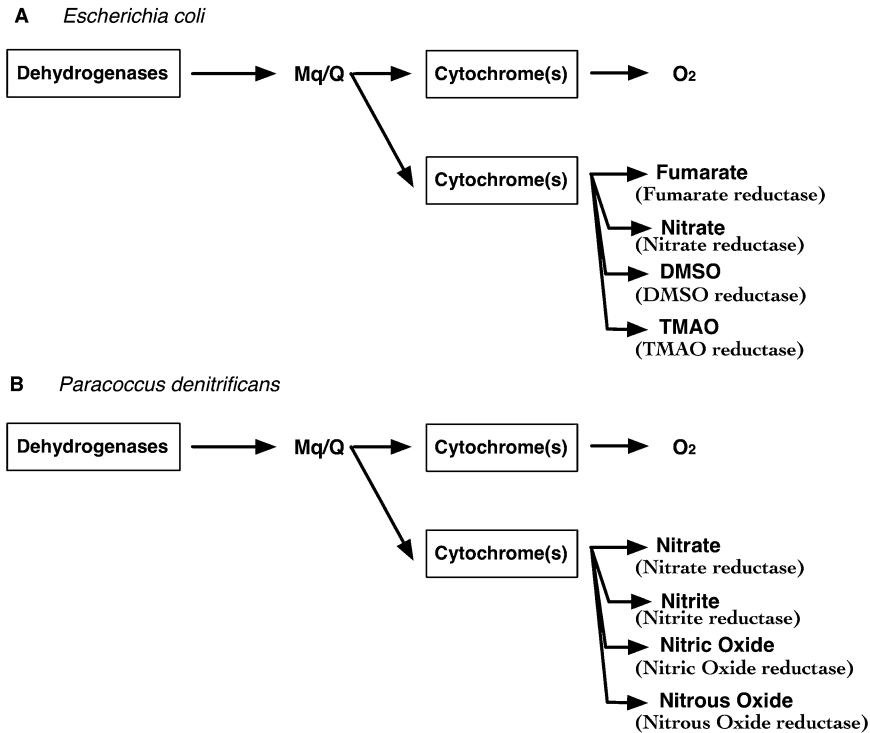 A Escherichia coli
Dehydrogenases Mq/Q Cytochrome(s) O2
Cytochrome(s) Fumarate
(Fumarate reductase)
Nitrate
(Nitrate reductase)
DMSO
(DMSO reductase)
TMAO
(TMAO reductase)
B Paracoccus denitrificans
Dehydrogenases Mq/Q Cytochrome(s) O2
Cytochrome(s) Nitrate
(Nitrate reductase)
Nitrite
(Nitrite reductase)
Nitric Oxide
(Nitric Oxide reductase)
Nitrous Oxide
(Nitrous Oxide reductase)